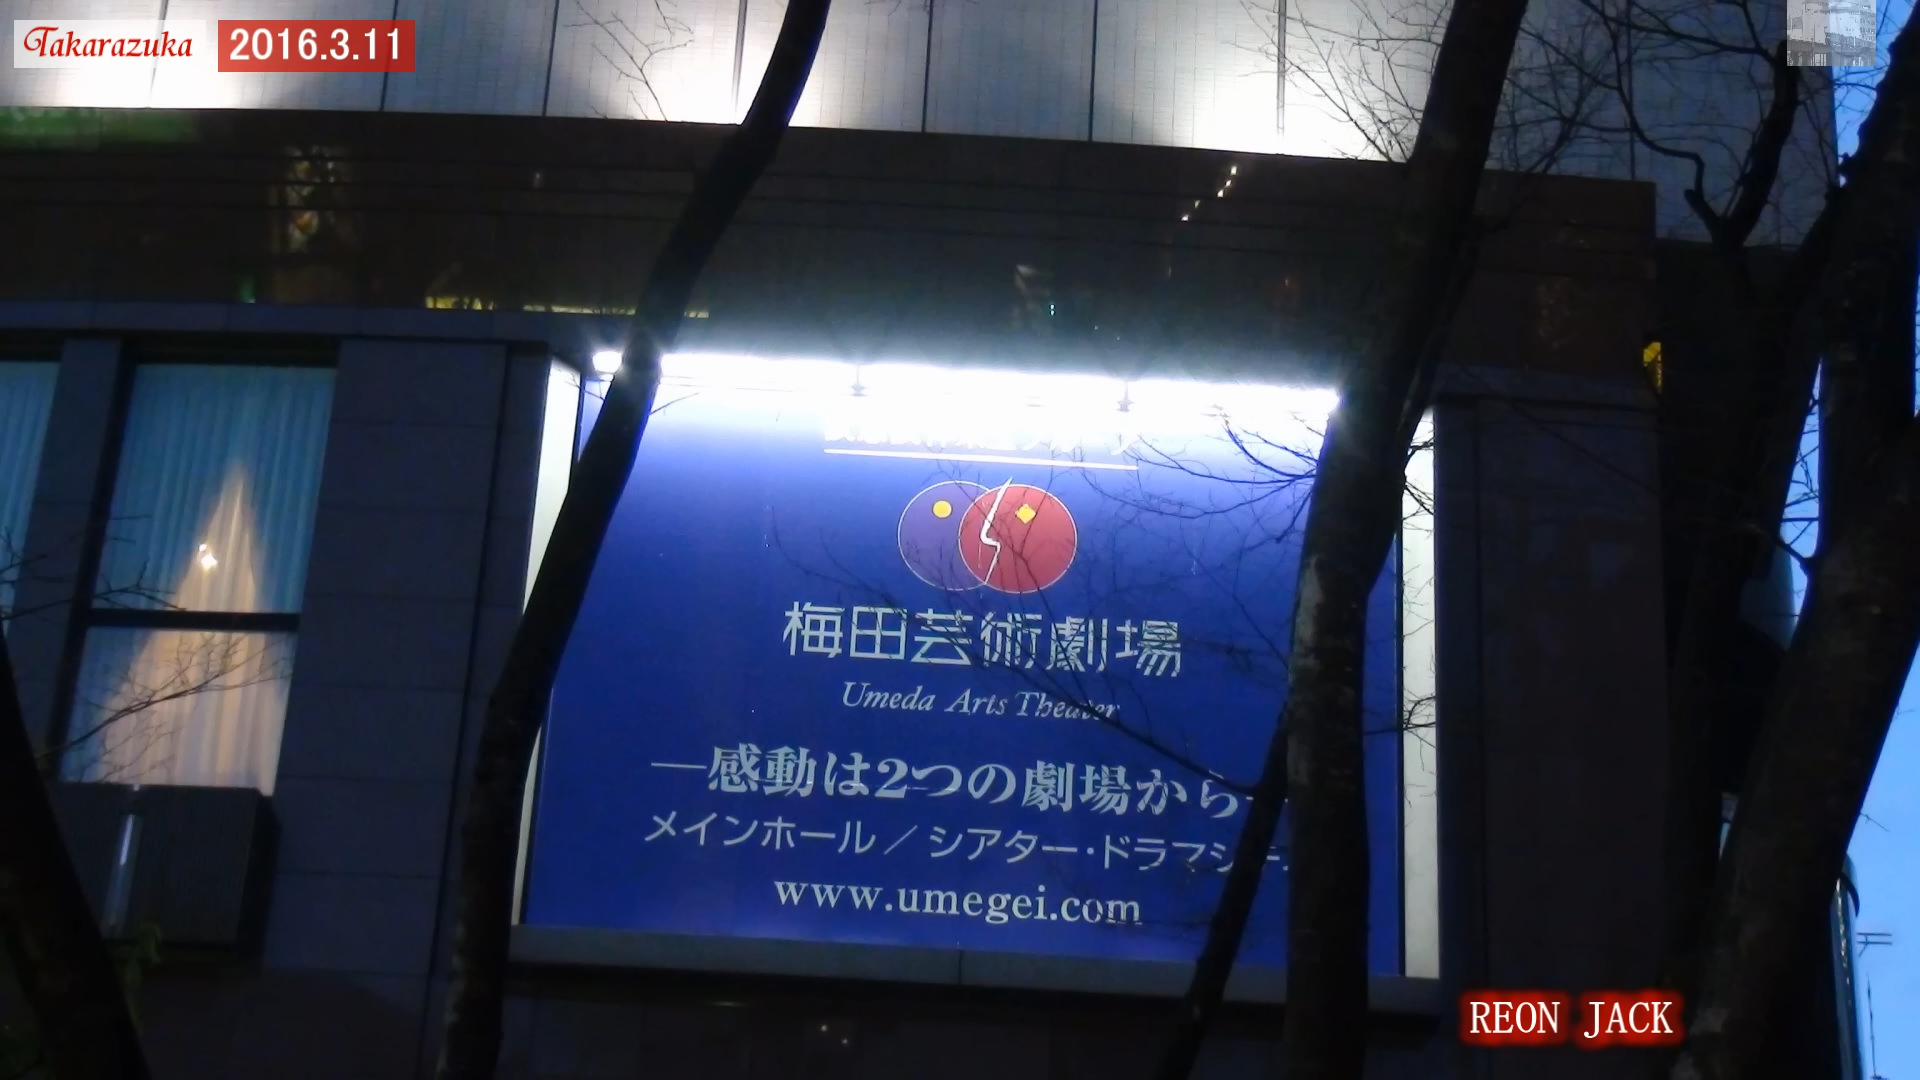 Takarazuka 2016.3.11
梅田芸術劇場
Umeda Arts Theater
―感動は2つの劇場から―
メインホール／シアター・ドラマシティ
www.umegei.com
REON JACK